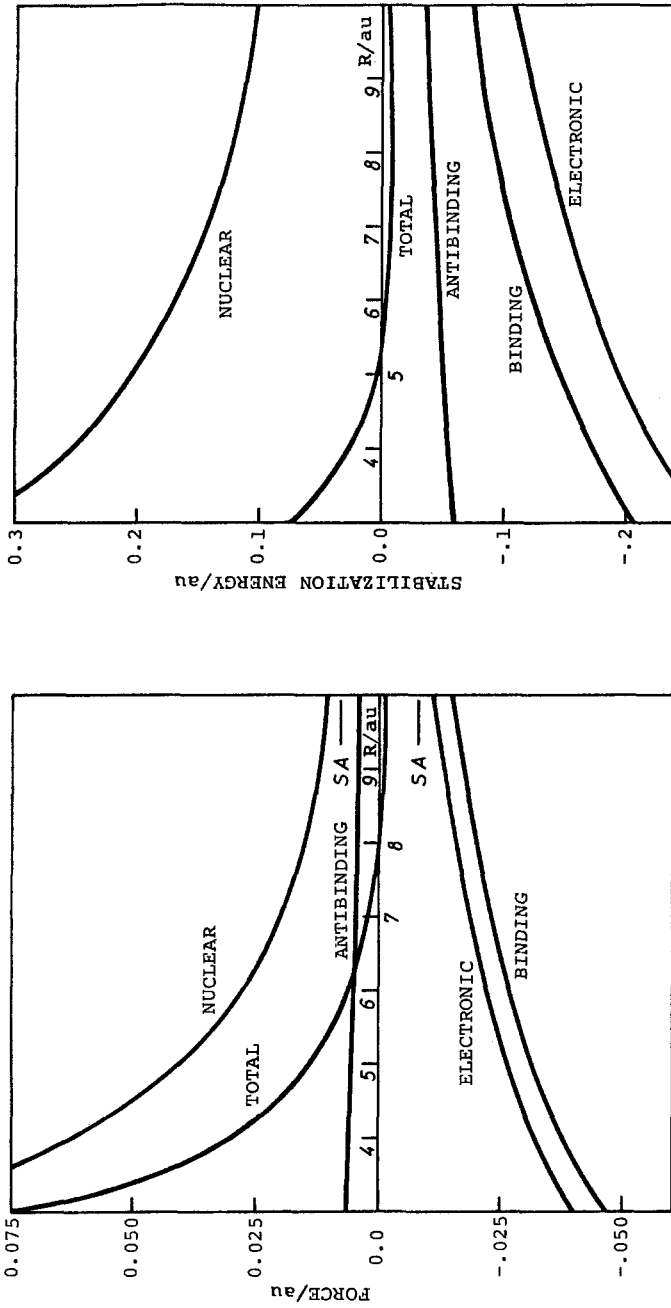 0.075
0.05
0.025
0.0
-.025
-.05
FORCE/au
4
5
6
7
8
9
R/au
NUCLEAR
TOTAL
ANTIBINDING
SA
SA
ELECTRONIC
BINDING
0.3
0.2
0.1
0.0
-.1
-.2
STABILIZATION ENERGY/au
4
5
6
7
8
9
R/au
NUCLEAR
TOTAL
ANTIBINDING
BINDING
ELECTRONIC